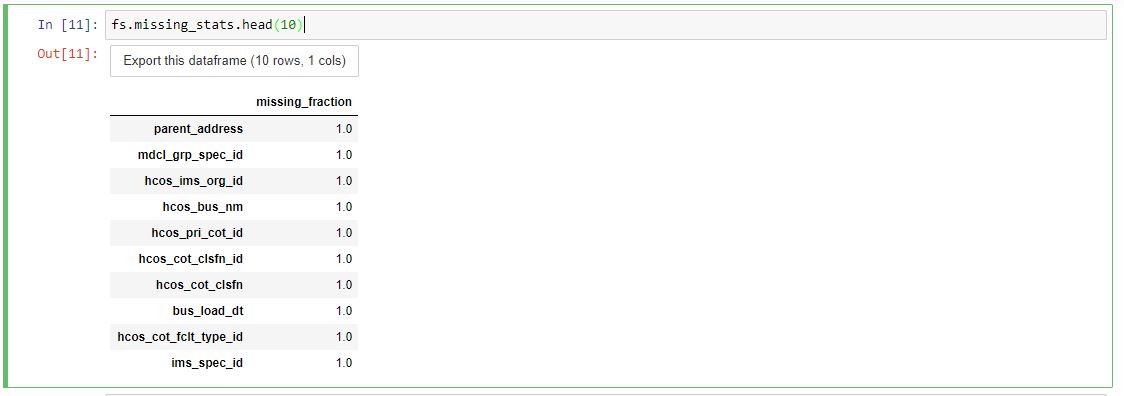 In [11]: fs.missing_stats.head(10)
Out[11]:
Export this dataframe (10 rows, 1 cols)
missing_fraction
parent_address 1.0
mdcl_grp_spec_id 1.0
hcos_ims_org_id 1.0
hcos_bus_nm 1.0
hcos_pri_cot_id 1.0
hcos_cot_clsfn_id 1.0
hcos_cot_clsfn 1.0
bus_load_dt 1.0
hcos_cot_fclt_type_id 1.0
ims_spec_id 1.0